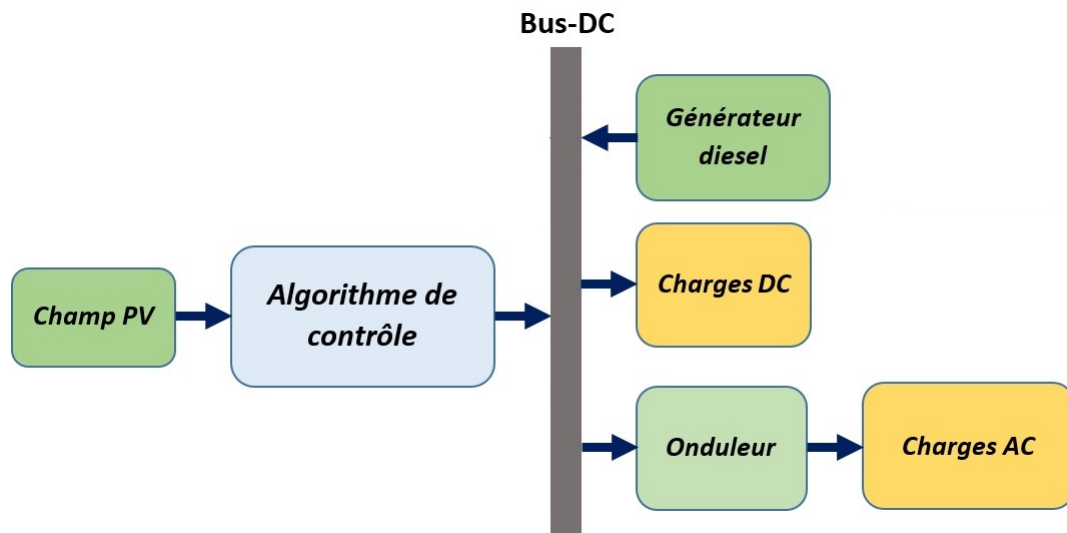 Bus-DC
Générateur
diesel
Charges DC
Champ PV
Algorithme de
contrôle
Onduleur
Charges AC